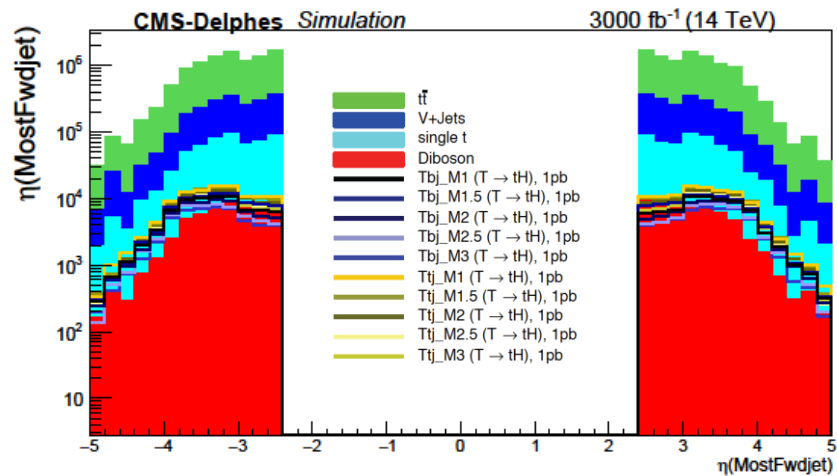 CMS-Delphes Simulation 3000 fb⁻¹ (14 TeV)
η(MostFwdjet)
10⁶
10⁵
10⁴
10³
10²
10
tt̄
V+Jets
single t
Diboson
Tbj_M1 (T → tH), 1pb
Tbj_M1.5 (T → tH), 1pb
Tbj_M2 (T → tH), 1pb
Tbj_M2.5 (T → tH), 1pb
Tbj_M3 (T → tH), 1pb
Ttj_M1 (T → tH), 1pb
Ttj_M1.5 (T → tH), 1pb
Ttj_M2 (T → tH), 1pb
Ttj_M2.5 (T → tH), 1pb
Ttj_M3 (T → tH), 1pb
−5 −4 −3 −2 −1 0 1 2 3 4 5
η(MostFwdjet)